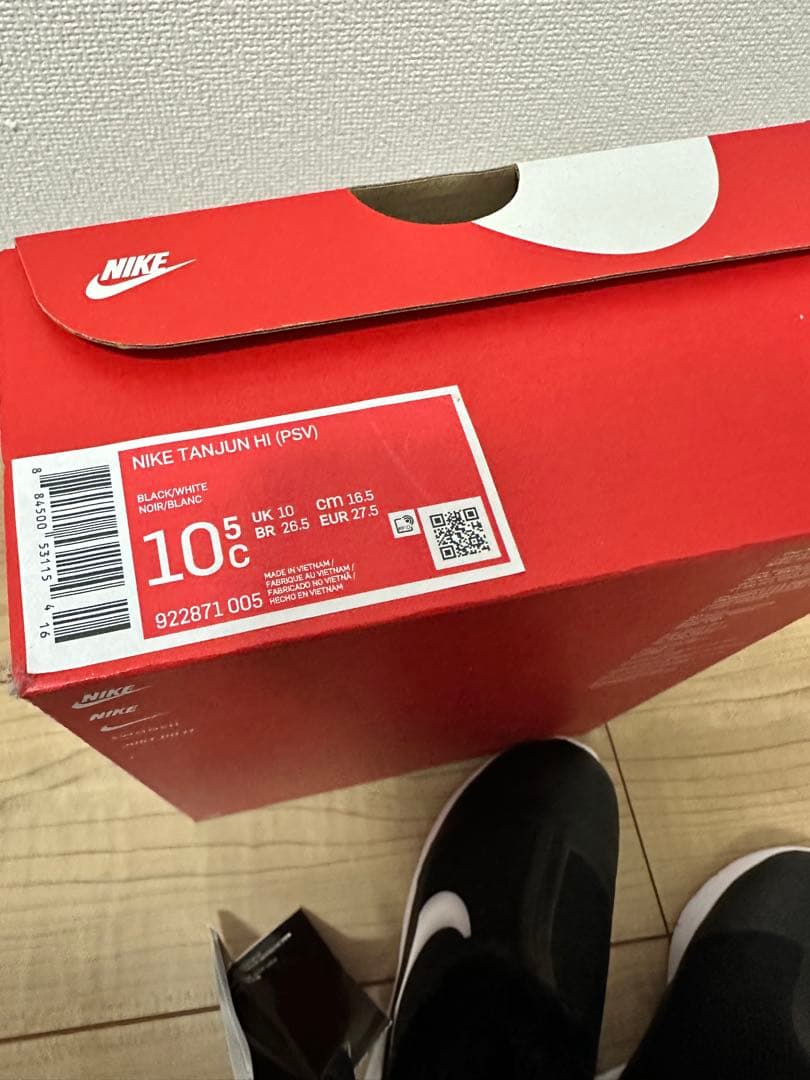 NIKE
NIKE TANJUN HI (PSV)
BLACK/WHITE
NOIR/BLANC
10 5 C
UK 10 cm 16.5
BR 26.5 EUR 27.5
MADE IN VIETNAM /
FABRIQUE AU VIETNAM /
FABRICADO NO VIETNÃ /
HECHO EN VIETNAM
922871 005
8 84500 53115 4 16
NIKE
NIKE